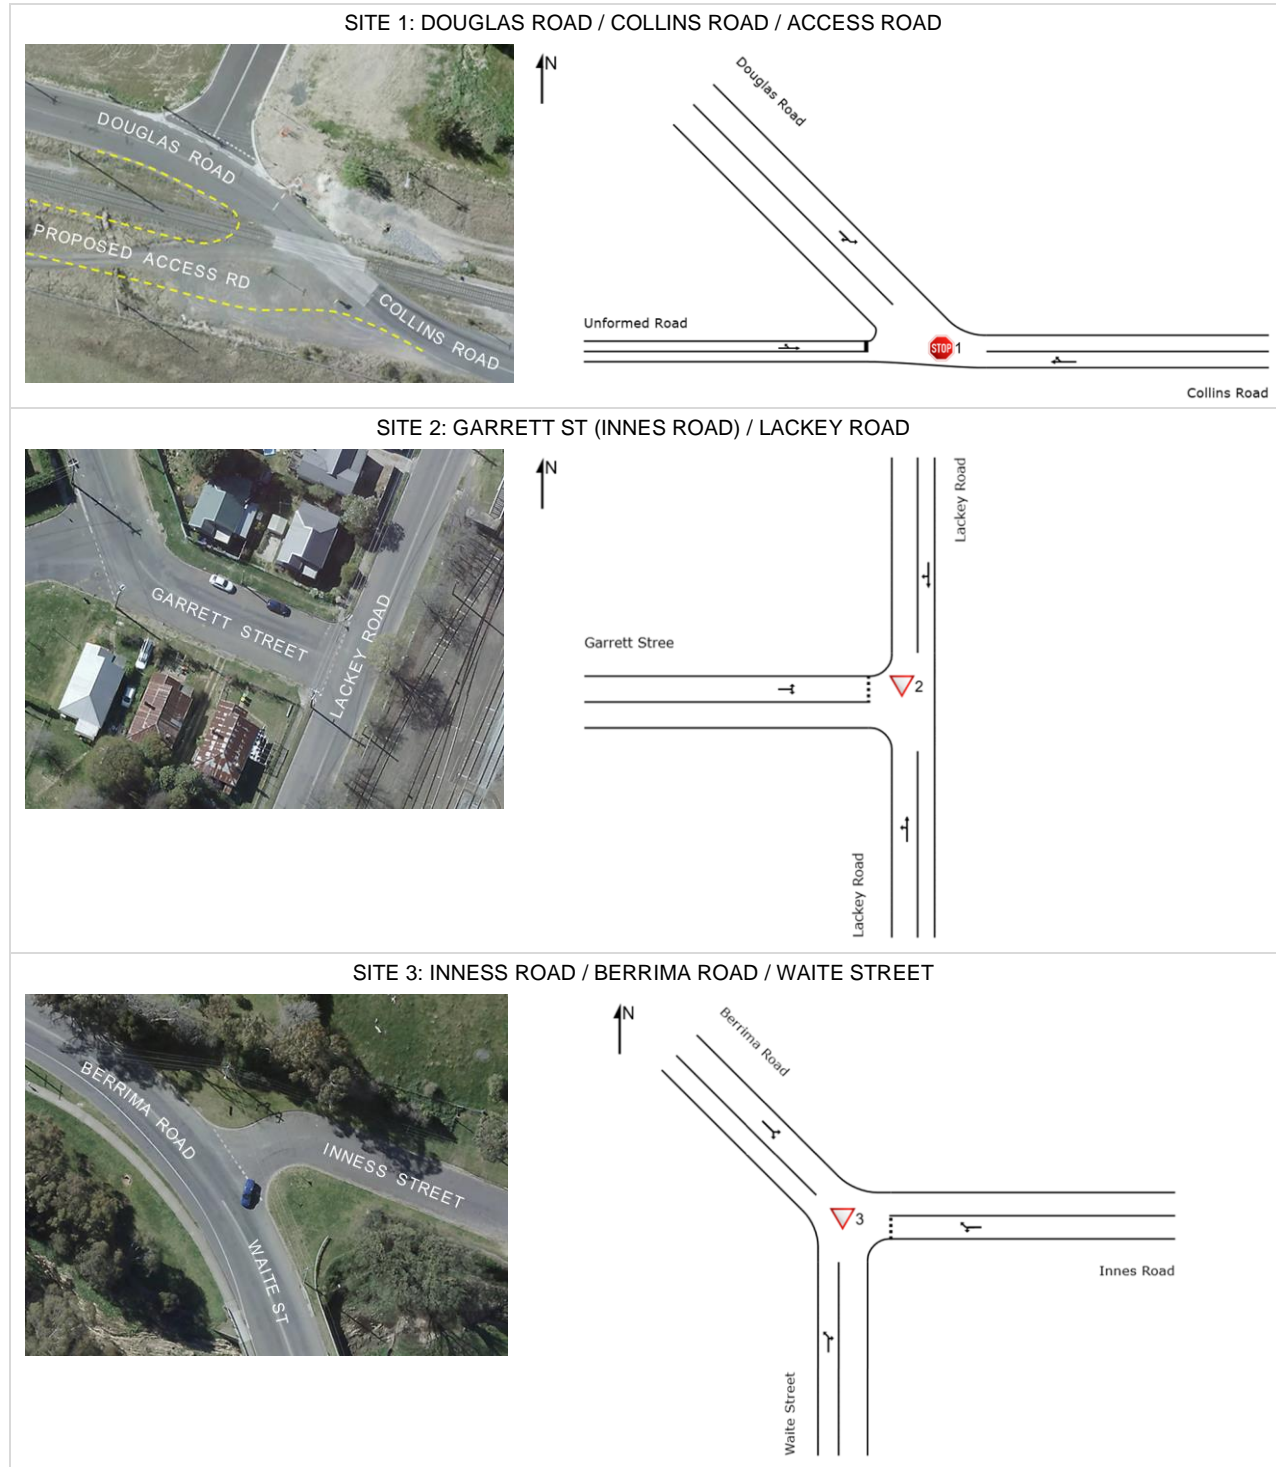 SITE 1: DOUGLAS ROAD / COLLINS ROAD / ACCESS ROAD
DOUGLAS ROAD
PROPOSED ACCESS RD
COLLINS ROAD
N
Douglas Road
Unformed Road
STOP 1
Collins Road
SITE 2: GARRETT ST (INNES ROAD) / LACKEY ROAD
GARRETT STREET
LACKEY ROAD
N
Lackey Road
Garrett Stree
2
Lackey Road
SITE 3: INNESS ROAD / BERRIMA ROAD / WAITE STREET
BERRIMA ROAD
INNESS STREET
WAITE ST
N
Berrima Road
3
Innes Road
Waite Street